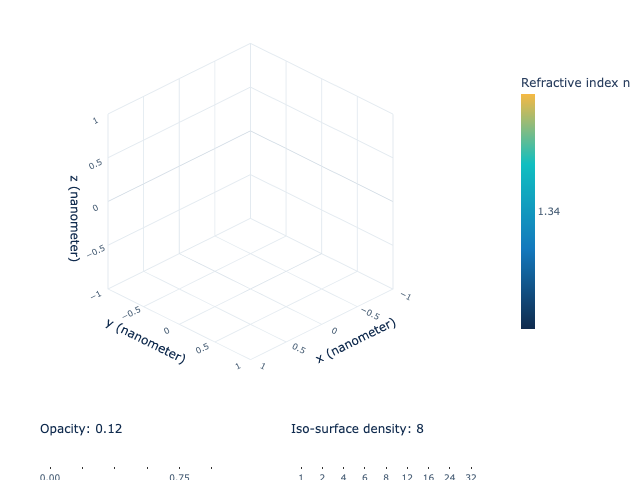 Refractive index n
1
0.5
0
−0.5
−1
z (nanometer)
1.34
−1
−0.5
0
0.5
1
y (nanometer)
1
0.5
0
−0.5
−1
x (nanometer)
Opacity: 0.12
Iso-surface density: 8
0.00 0.75
1 2 4 6 8 12 16 24 32